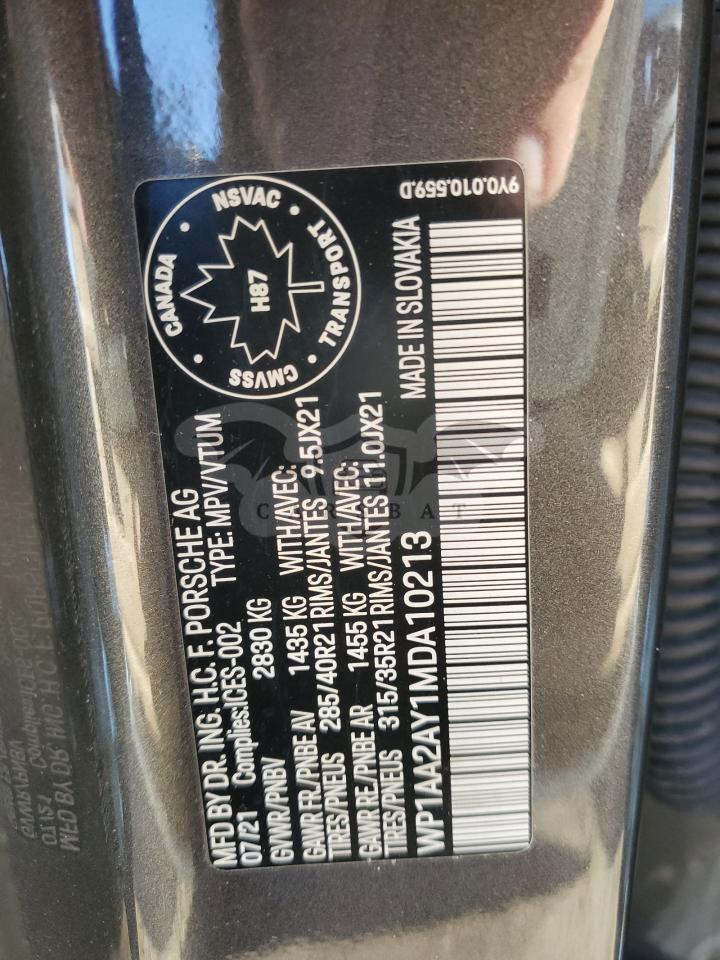 MFD BY DR. ING. H.C. F. PORSCHE AG
07/21 Complies:ICES-002 TYPE: MPV/VTUM
GVWR/PNBV 2830 KG
GAWR FR/PNBE AV 1435 KG WITH/AVEC:
TIRES/PNEUS 285/40R21 RIMS/JANTES 9.5JX21
GAWR RE/PNBE AR 1455 KG WITH/AVEC:
TIRES/PNEUS 315/35R21 RIMS/JANTES 11.0JX21
WP1AA2AY1MDA10213 MADE IN SLOVAKIA
CANADA
NSVAC
TRANSPORT
CMVSS
H87
9Y0.010.559.D